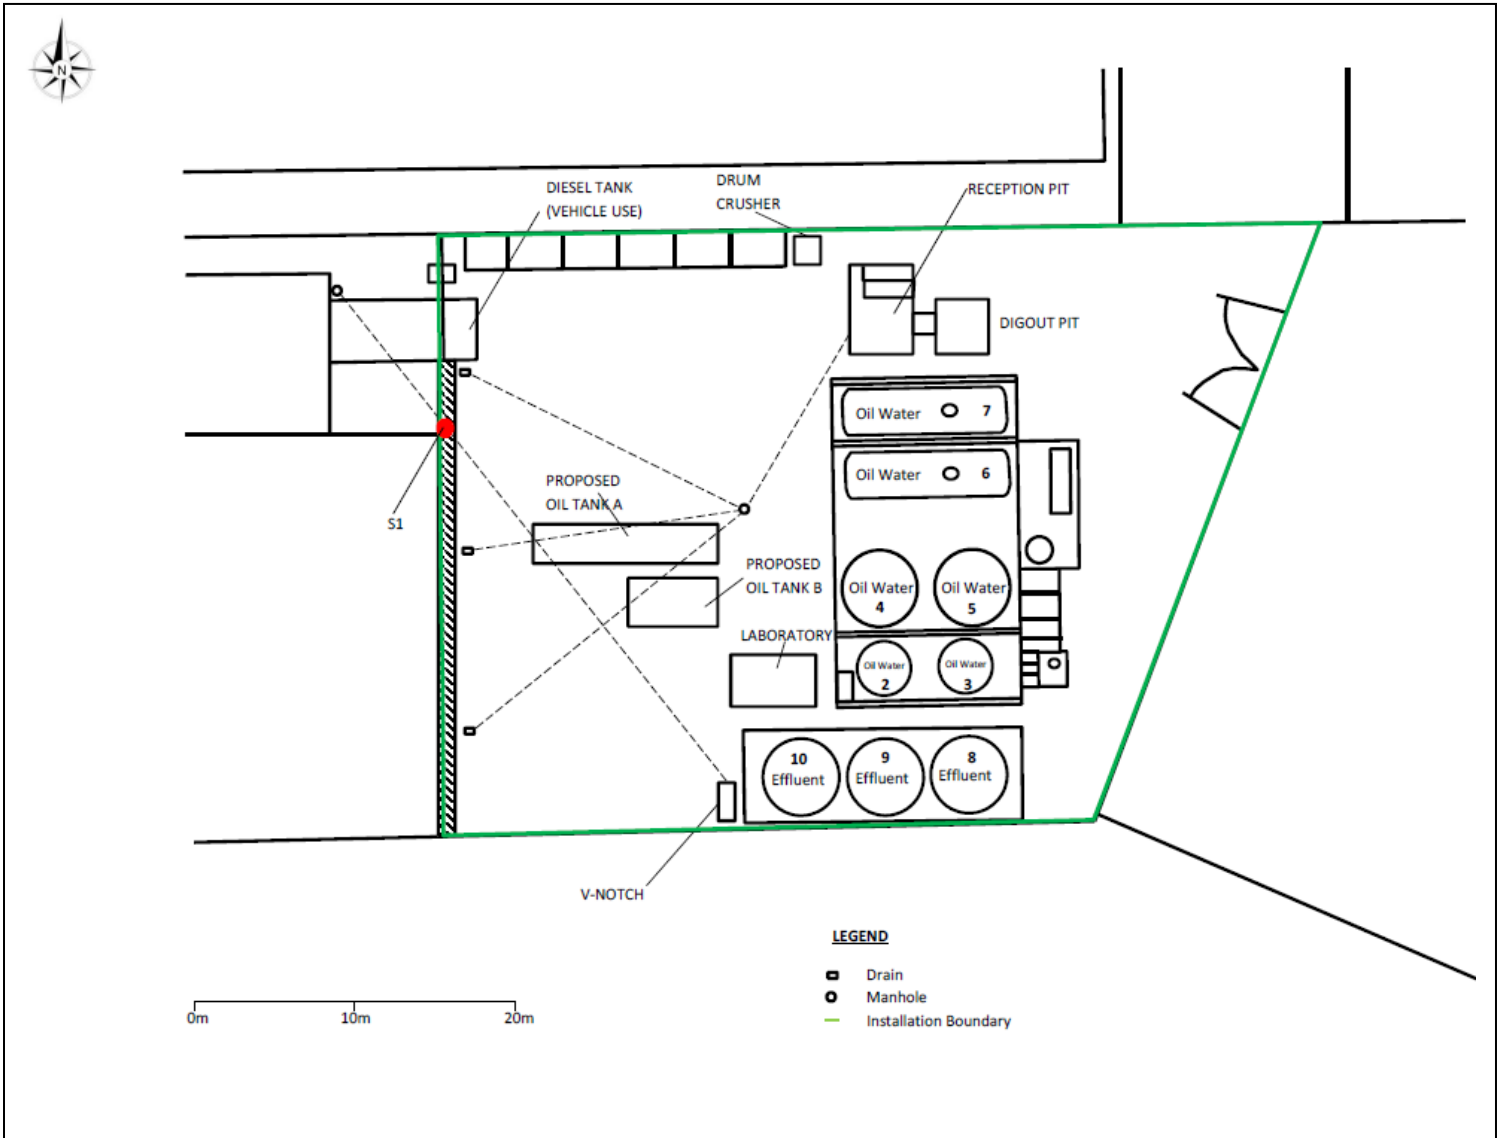 N
DIESEL TANK
(VEHICLE USE)
DRUM
CRUSHER
RECEPTION PIT
DIGOUT PIT
Oil Water 7
Oil Water 6
PROPOSED
OIL TANK A
S1
PROPOSED
OIL TANK B
Oil Water
4
Oil Water
5
LABORATORY
Oil Water
2
Oil Water
3
10
Effluent
9
Effluent
8
Effluent
V-NOTCH
LEGEND
Drain
Manhole
Installation Boundary
0m 10m 20m